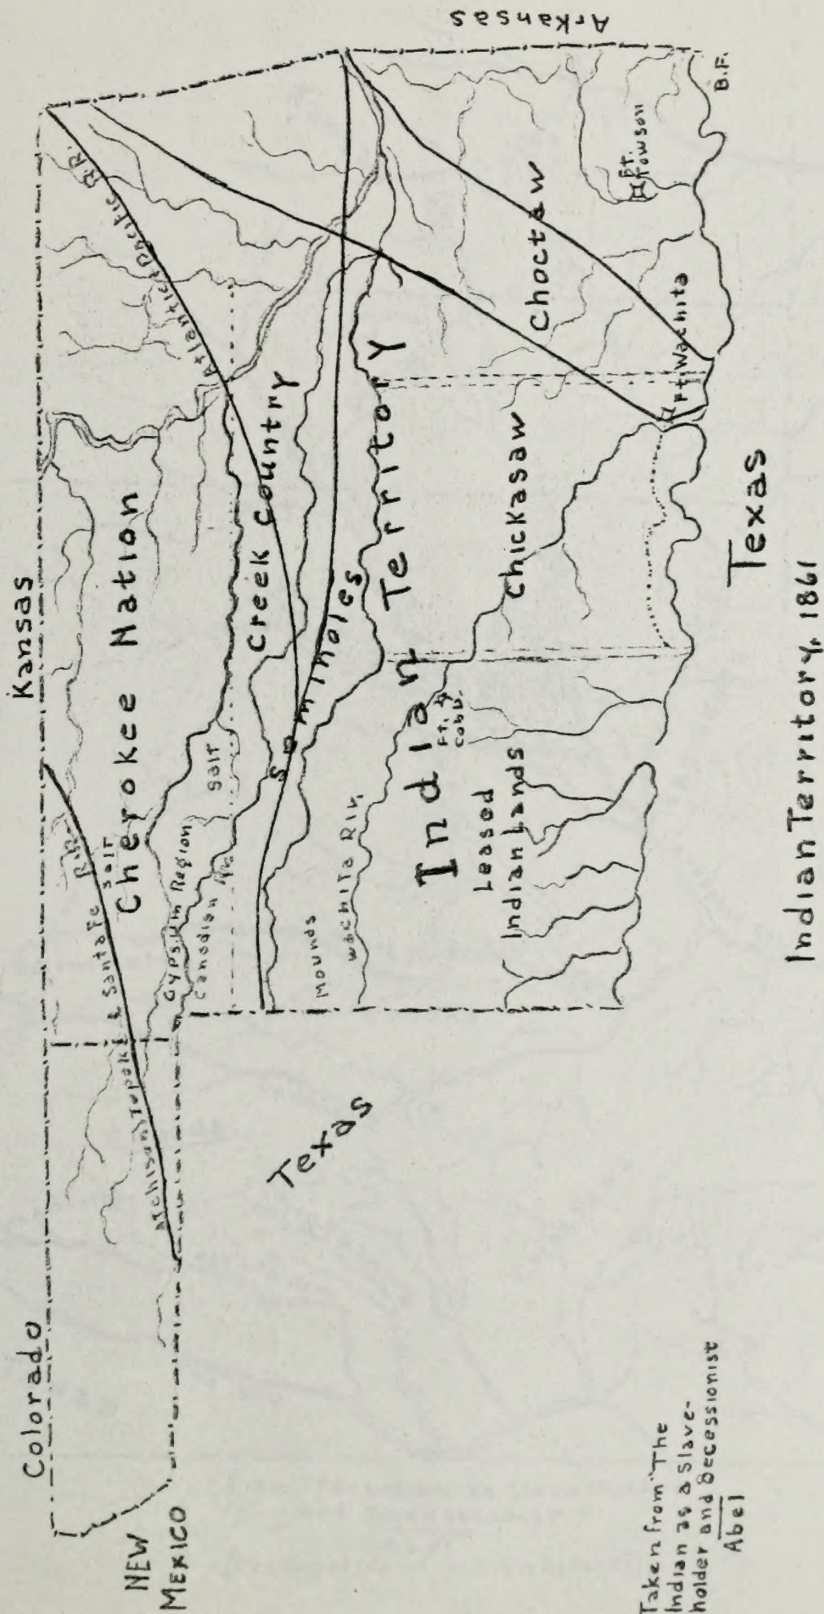 Colorado
Kansas
NEW
MEXICO
Atchison, Topoke & Santa Fe
R.R.
Salt
Cherokee Nation
Atlantic & Pacific R.R.
Arkansas
Gypsum Region
Salt
Canadian Riv.
Creek Country
Seminoles
Mounds
Wachita Riv.
Indian Territory
Ft.
Cobb.
Leased
Indian Lands
Chickasaw
Choctaw
Ft.
Towson
Ft. Wachita
B.F.
Texas
Texas
Taken from "The
Indian as a Slave-
holder and Secessionist
Abel
Indian Territory, 1861